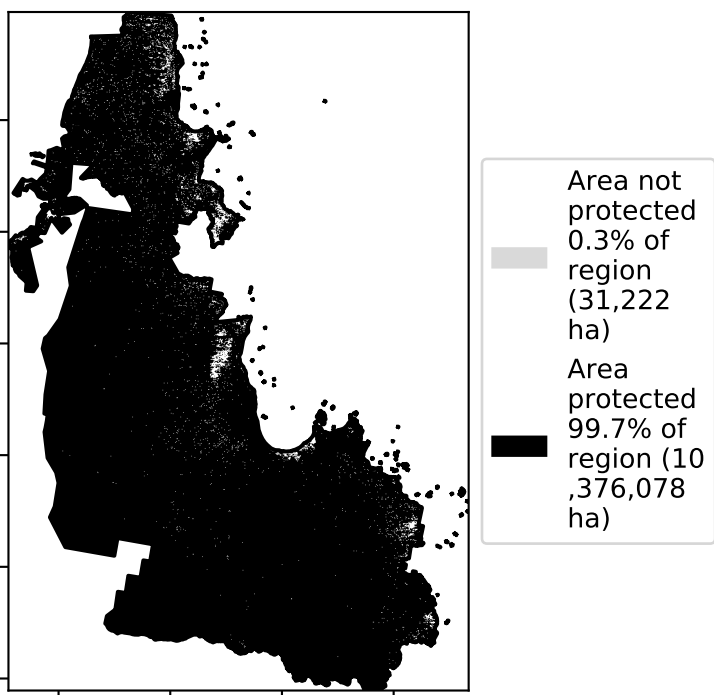 Area not
protected
0.3% of
region
(31,222
ha)
Area
protected
99.7% of
region (10
,376,078
ha)